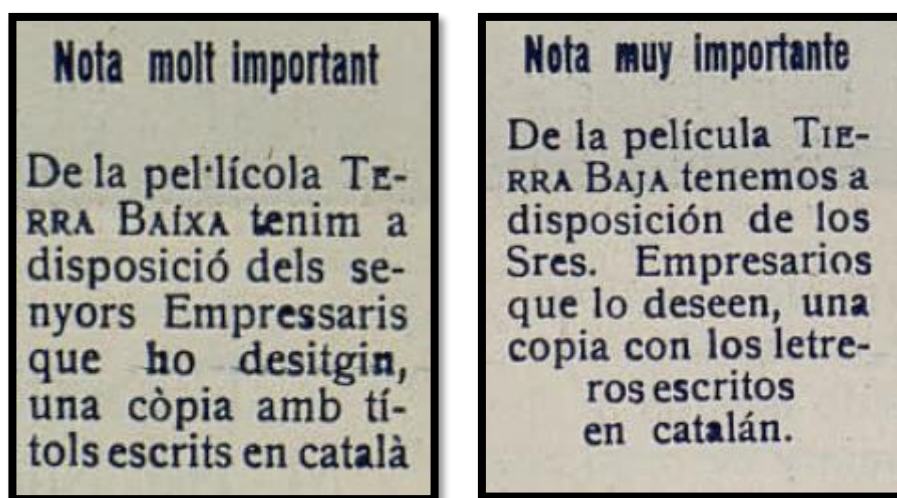 Nota molt important
De la pel·lícola TE-
RRA BAÍXA tenim a
disposició dels se-
nyors Empressaris
que ho desitgin,
una còpia amb tí-
tols escrits en català
Nota muy importante
De la película TIE-
RRA BAJA tenemos a
disposición de los
Sres. Empresarios
que lo deseen, una
copia con los letre-
ros escritos
en catalán.